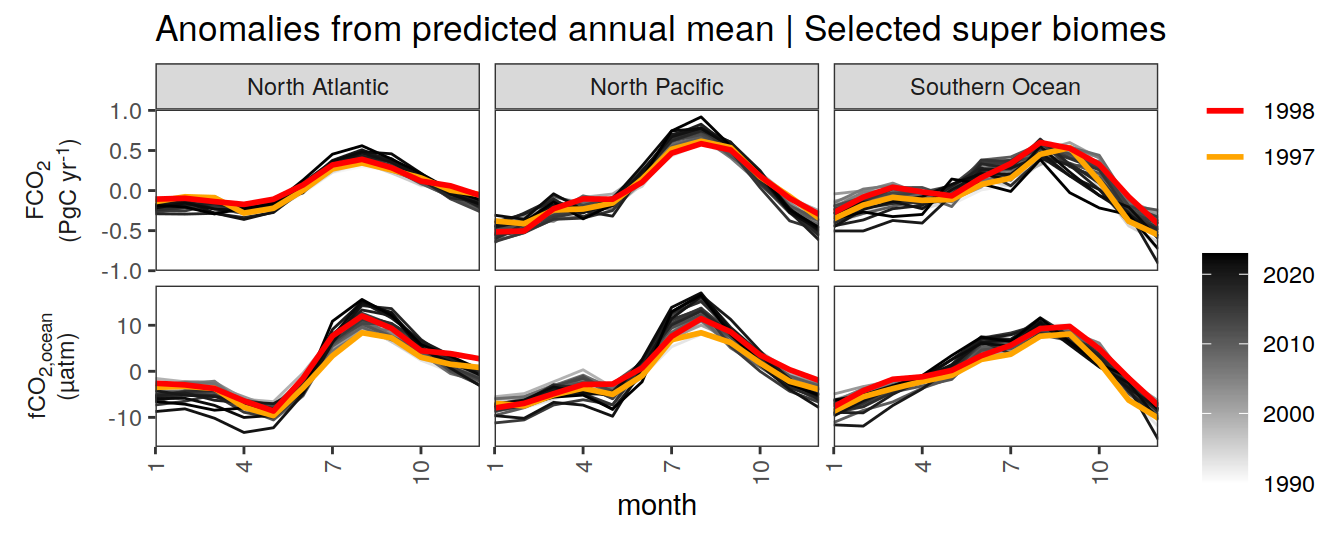 Anomalies from predicted annual mean | Selected super biomes
North Atlantic North Pacific Southern Ocean
FCO₂
(PgC yr⁻¹)
1.0
0.5
0.0
-0.5
-1.0
fCO₂,ocean
(µatm)
10
0
-10
1 4 7 10 1 4 7 10 1 4 7 10
month
1998
1997
2020
2010
2000
1990